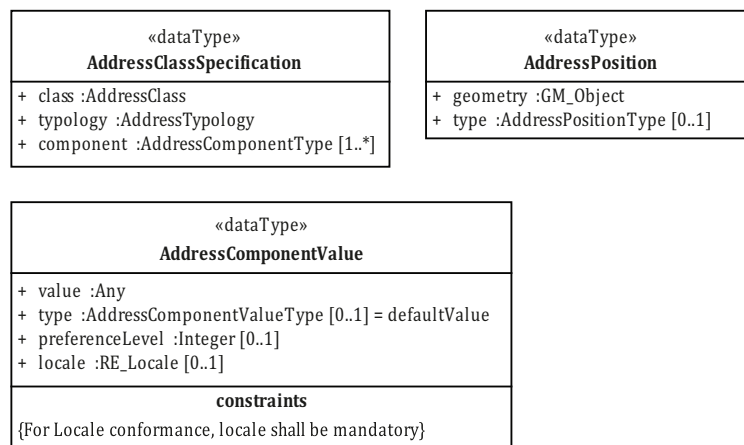 «dataType»
AddressClassSpecification
+ class :AddressClass
+ typology :AddressTypology
+ component :AddressComponentType [1..*]
«dataType»
AddressPosition
+ geometry :GM_Object
+ type :AddressPositionType [0..1]
«dataType»
AddressComponentValue
+ value :Any
+ type :AddressComponentValueType [0..1] = defaultValue
+ preferenceLevel :Integer [0..1]
+ locale :RE_Locale [0..1]
constraints
{For Locale conformance, locale shall be mandatory}